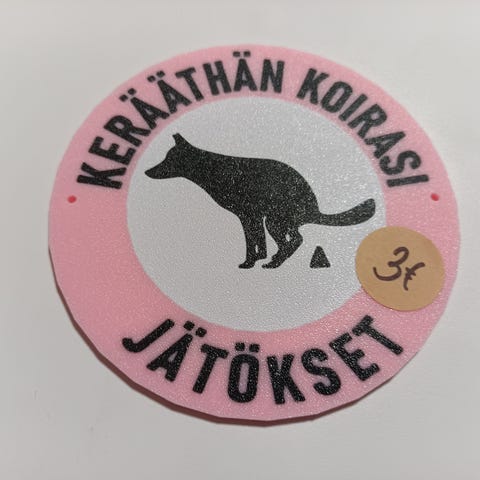 KERÄÄTHÄN KOIRASI
JÄTÖKSET
3€